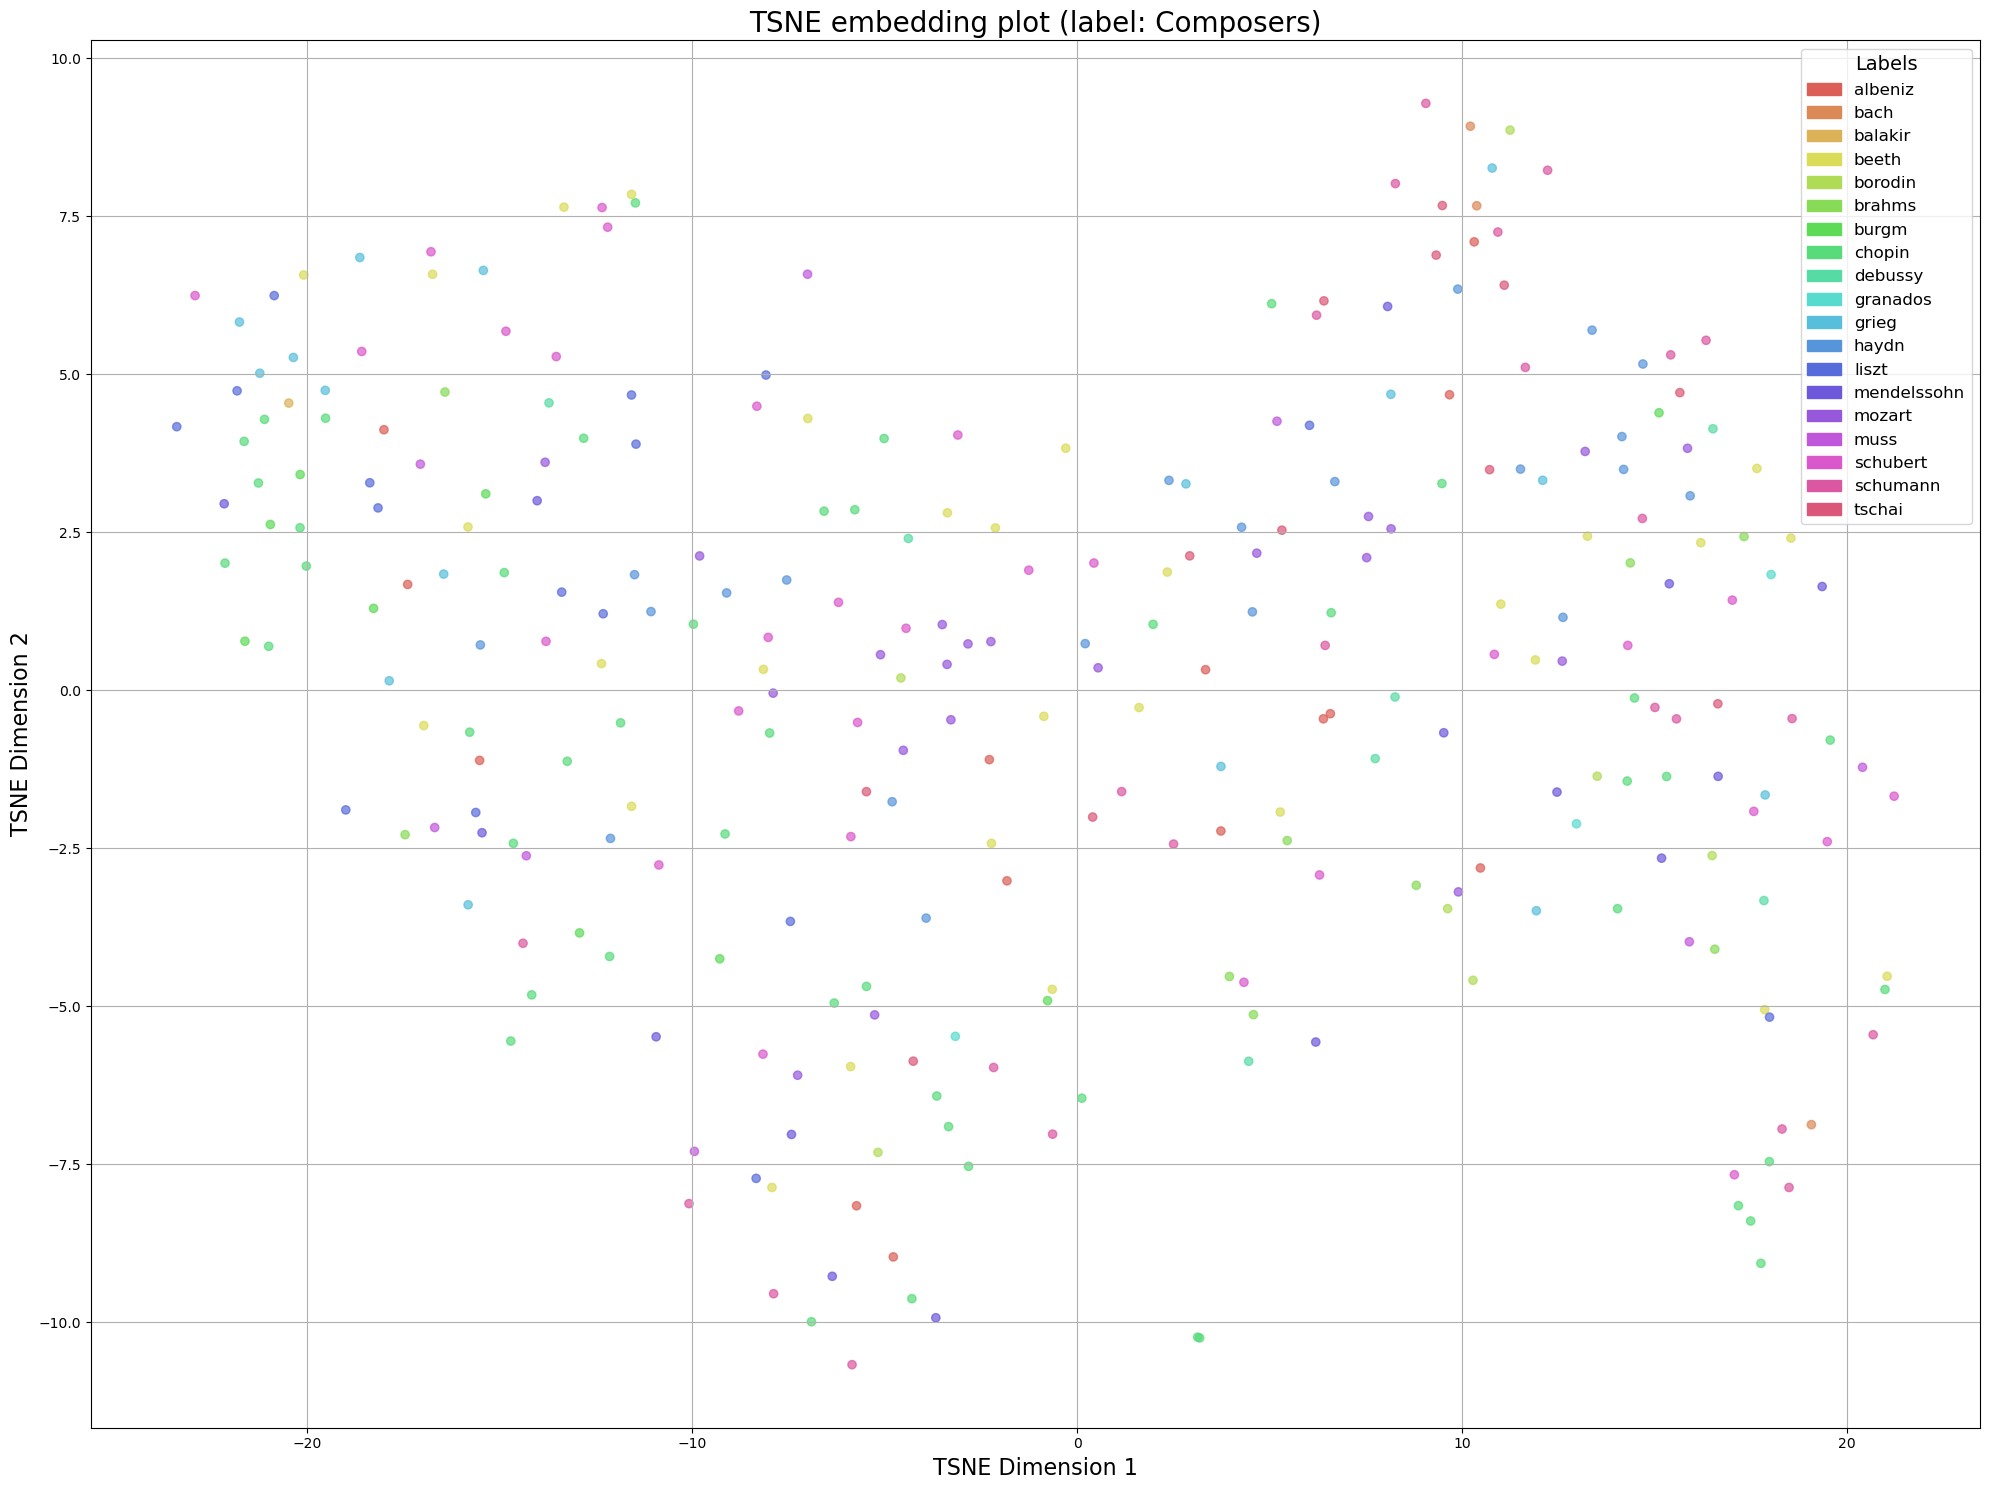 TSNE embedding plot (label: Composers)
Labels
albeniz
bach
balakir
beeth
borodin
brahms
burgm
chopin
debussy
granados
grieg
haydn
liszt
mendelssohn
mozart
muss
schubert
schumann
tschai
10.0
7.5
5.0
2.5
0.0
−2.5
−5.0
−7.5
−10.0
TSNE Dimension 2
−20
−10
0
10
20
TSNE Dimension 1